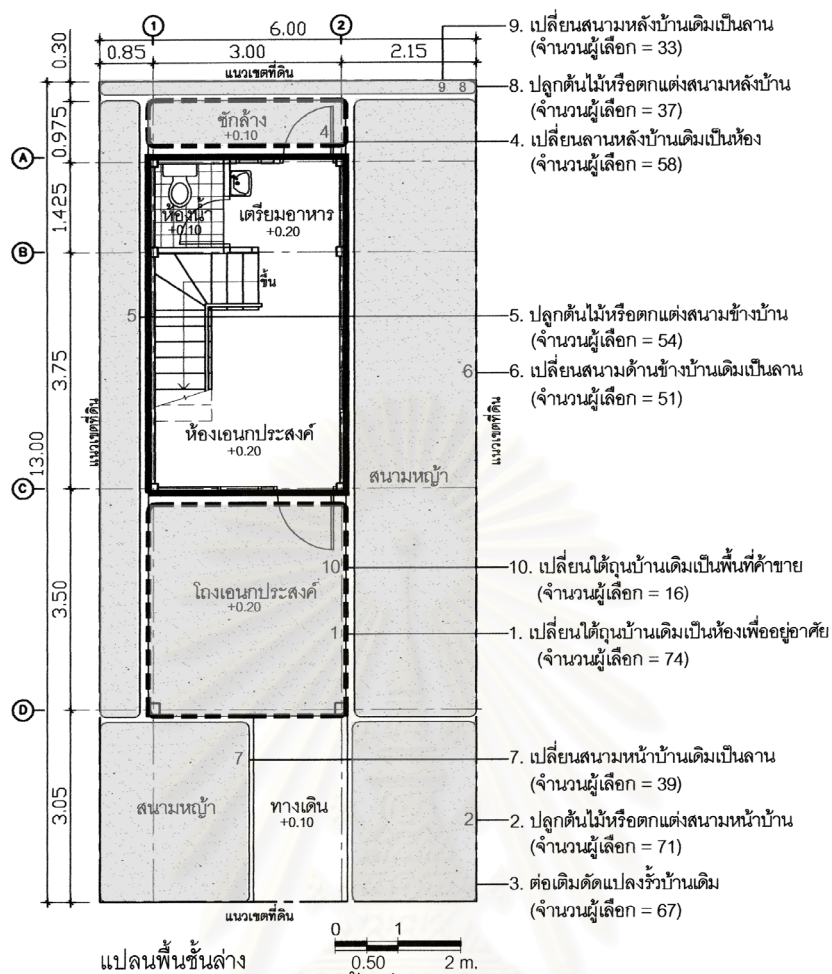 1
2
6.00
0.85
3.00
2.15
แนวเขตที่ดิน
0.30
0.975
1.425
3.75
13.00
3.50
3.05
A
B
C
D
9 8
ซักล้าง
+0.10
4
ห้องน้ำ
+0.10
เตรียมอาหาร
+0.20
ขึ้น
5
6
ห้องเอนกประสงค์
+0.20
แนวเขตที่ดิน
แนวเขตที่ดิน
สนามหญ้า
10
โถงเอนกประสงค์
+0.20
1
7
สนามหญ้า
ทางเดิน
+0.10
2
แนวเขตที่ดิน
9. เปลี่ยนสนามหลังบ้านเดิมเป็นลาน
(จำนวนผู้เลือก = 33)
8. ปลูกต้นไม้หรือตกแต่งสนามหลังบ้าน
(จำนวนผู้เลือก = 37)
4. เปลี่ยนลานหลังบ้านเดิมเป็นห้อง
(จำนวนผู้เลือก = 58)
5. ปลูกต้นไม้หรือตกแต่งสนามข้างบ้าน
(จำนวนผู้เลือก = 54)
6. เปลี่ยนสนามด้านข้างบ้านเดิมเป็นลาน
(จำนวนผู้เลือก = 51)
10. เปลี่ยนใต้ถุนบ้านเดิมเป็นพื้นที่ค้าขาย
(จำนวนผู้เลือก = 16)
1. เปลี่ยนใต้ถุนบ้านเดิมเป็นห้องเพื่ออยู่อาศัย
(จำนวนผู้เลือก = 74)
7. เปลี่ยนสนามหน้าบ้านเดิมเป็นลาน
(จำนวนผู้เลือก = 39)
2. ปลูกต้นไม้หรือตกแต่งสนามหน้าบ้าน
(จำนวนผู้เลือก = 71)
3. ต่อเติมดัดแปลงรั้วบ้านเดิม
(จำนวนผู้เลือก = 67)
แปลนพื้นชั้นล่าง
0 1
0.50 2 m.